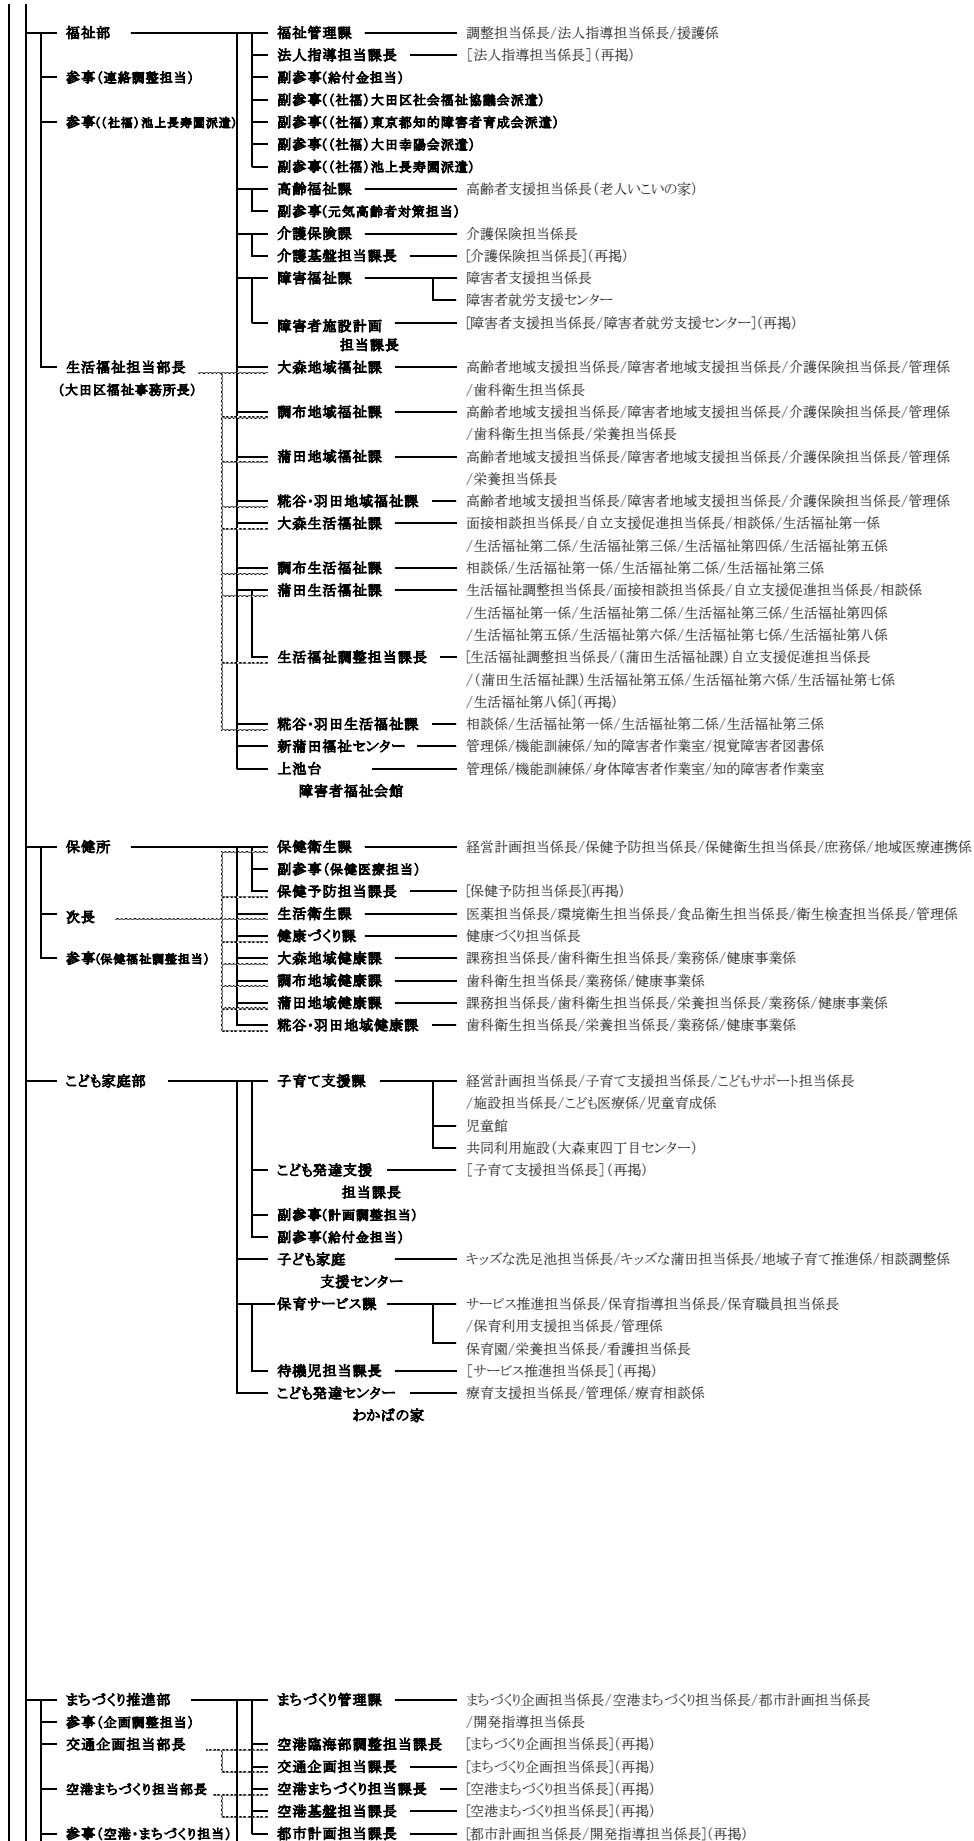 福祉部 福祉管理課 調整担当係長/法人指導担当係長/援護係
法人指導担当課長 [法人指導担当係長](再掲)
参事(連絡調整担当) 副参事(給付金担当)
副参事((社福)大田区社会福祉協議会派遣)
参事((社福)池上長寿園派遣) 副参事((社福)東京都知的障害者育成会派遣)
副参事((社福)大田幸陽会派遣)
副参事((社福)池上長寿園派遣)
高齢福祉課 高齢者支援担当係長(老人いこいの家)
副参事(元気高齢者対策担当)
介護保険課 介護保険担当係長
介護基盤担当課長 [介護保険担当係長](再掲)
障害福祉課 障害者支援担当係長
障害者就労支援センター
障害者施設計画 [障害者支援担当係長/障害者就労支援センター](再掲)
担当課長
生活福祉担当部長 大森地域福祉課 高齢者地域支援担当係長/障害者地域支援担当係長/介護保険担当係長/管理係
(大田区福祉事務所長) /歯科衛生担当係長
調布地域福祉課 高齢者地域支援担当係長/障害者地域支援担当係長/介護保険担当係長/管理係
/歯科衛生担当係長/栄養担当係長
蒲田地域福祉課 高齢者地域支援担当係長/障害者地域支援担当係長/介護保険担当係長/管理係
/栄養担当係長
糀谷・羽田地域福祉課 高齢者地域支援担当係長/障害者地域支援担当係長/介護保険担当係長/管理係
大森生活福祉課 面接相談担当係長/自立支援促進担当係長/相談係/生活福祉第一係
/生活福祉第二係/生活福祉第三係/生活福祉第四係/生活福祉第五係
調布生活福祉課 相談係/生活福祉第一係/生活福祉第二係/生活福祉第三係
蒲田生活福祉課 生活福祉調整担当係長/面接相談担当係長/自立支援促進担当係長/相談係
/生活福祉第一係/生活福祉第二係/生活福祉第三係/生活福祉第四係
/生活福祉第五係/生活福祉第六係/生活福祉第七係/生活福祉第八係
生活福祉調整担当課長 [生活福祉調整担当係長/(蒲田生活福祉課)自立支援促進担当係長
/(蒲田生活福祉課)生活福祉第五係/生活福祉第六係/生活福祉第七係
/生活福祉第八係](再掲)
糀谷・羽田生活福祉課 相談係/生活福祉第一係/生活福祉第二係/生活福祉第三係
新蒲田福祉センター 管理係/機能訓練係/知的障害者作業室/視覚障害者図書係
上池台 管理係/機能訓練係/身体障害者作業室/知的障害者作業室
障害者福祉会館
保健所 保健衛生課 経営計画担当係長/保健予防担当係長/保健衛生担当係長/庶務係/地域医療連携係
副参事(保健医療担当)
保健予防担当課長 [保健予防担当係長](再掲)
次長 生活衛生課 医薬担当係長/環境衛生担当係長/食品衛生担当係長/衛生検査担当係長/管理係
健康づくり課 健康づくり担当係長
参事(保健福祉調整担当) 大森地域健康課 課務担当係長/歯科衛生担当係長/業務係/健康事業係
調布地域健康課 歯科衛生担当係長/業務係/健康事業係
蒲田地域健康課 課務担当係長/歯科衛生担当係長/栄養担当係長/業務係/健康事業係
糀谷・羽田地域健康課 歯科衛生担当係長/栄養担当係長/業務係/健康事業係
こども家庭部 子育て支援課 経営計画担当係長/子育て支援担当係長/こどもサポート担当係長
/施設担当係長/こども医療係/児童育成係
児童館
共同利用施設(大森東四丁目センター)
こども発達支援 [子育て支援担当係長](再掲)
担当課長
副参事(計画調整担当)
副参事(給付金担当)
子ども家庭 キッズな洗足池担当係長/キッズな蒲田担当係長/地域子育て推進係/相談調整係
支援センター
保育サービス課 サービス推進担当係長/保育指導担当係長/保育職員担当係長
/保育利用支援担当係長/管理係
保育園/栄養担当係長/看護担当係長
待機児担当課長 [サービス推進担当係長](再掲)
こども発達センター 療育支援担当係長/管理係/療育相談係
わかばの家
まちづくり推進部 まちづくり管理課 まちづくり企画担当係長/空港まちづくり担当係長/都市計画担当係長
参事(企画調整担当) /開発指導担当係長
交通企画担当部長 空港臨海部調整担当課長 [まちづくり企画担当係長](再掲)
交通企画担当課長 [まちづくり企画担当係長](再掲)
空港まちづくり担当部長 空港まちづくり担当課長 [空港まちづくり担当係長](再掲)
空港基盤担当課長 [空港まちづくり担当係長](再掲)
参事(空港・まちづくり担当) 都市計画担当課長 [都市計画担当係長/開発指導担当係長](再掲)